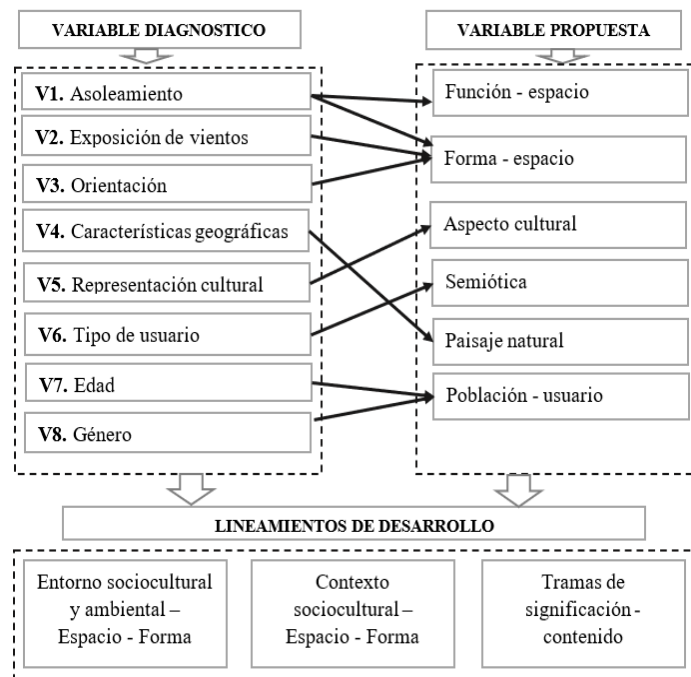 VARIABLE DIAGNOSTICO
VARIABLE PROPUESTA
V1. Asoleamiento
V2. Exposición de vientos
V3. Orientación
V4. Características geográficas
V5. Representación cultural
V6. Tipo de usuario
V7. Edad
V8. Género
Función - espacio
Forma - espacio
Aspecto cultural
Semiótica
Paisaje natural
Población - usuario
LINEAMIENTOS DE DESARROLLO
Entorno sociocultural
y ambiental –
Espacio - Forma
Contexto
sociocultural –
Espacio - Forma
Tramas de
significación -
contenido